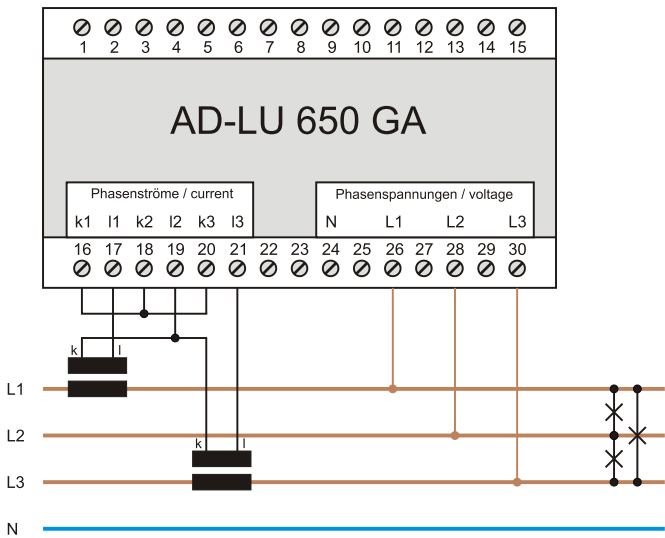 1 2 3 4 5 6 7 8 9 10 11 12 13 14 15
AD-LU 650 GA
Phasenströme / current
k1 l1 k2 l2 k3 l3
Phasenspannungen / voltage
N L1 L2 L3
16 17 18 19 20 21 22 23 24 25 26 27 28 29 30
k l
L1
L2
k l
L3
N